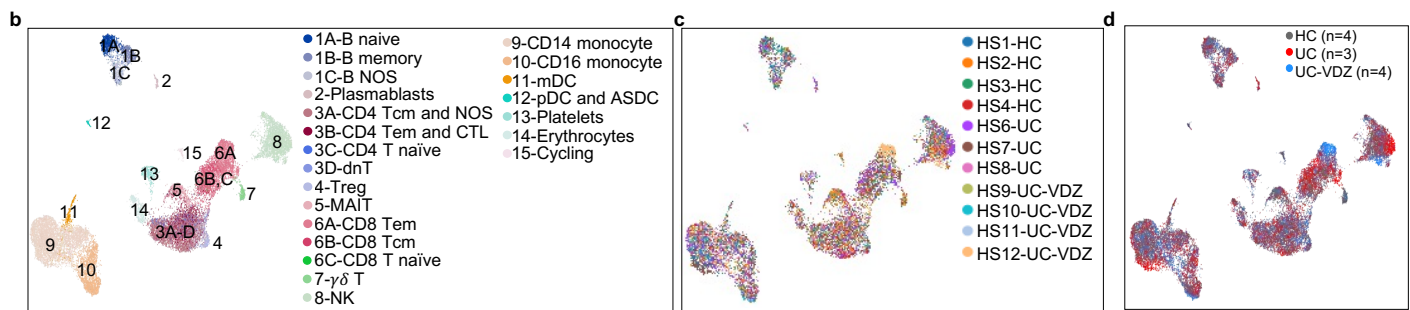 b
1A
1B
1C
2
12
15
6A
8
13
6B,C
5
7
11
14
3A-D
4
9
10
1A-B naive
1B-B memory
1C-B NOS
2-Plasmablasts
3A-CD4 Tcm and NOS
3B-CD4 Tem and CTL
3C-CD4 T naïve
3D-dnT
4-Treg
5-MAIT
6A-CD8 Tem
6B-CD8 Tcm
6C-CD8 T naïve
7-γδ T
8-NK
9-CD14 monocyte
10-CD16 monocyte
11-mDC
12-pDC and ASDC
13-Platelets
14-Erythrocytes
15-Cycling
c
HS1-HC
HS2-HC
HS3-HC
HS4-HC
HS6-UC
HS7-UC
HS8-UC
HS9-UC-VDZ
HS10-UC-VDZ
HS11-UC-VDZ
HS12-UC-VDZ
d
HC (n=4)
UC (n=3)
UC-VDZ (n=4)